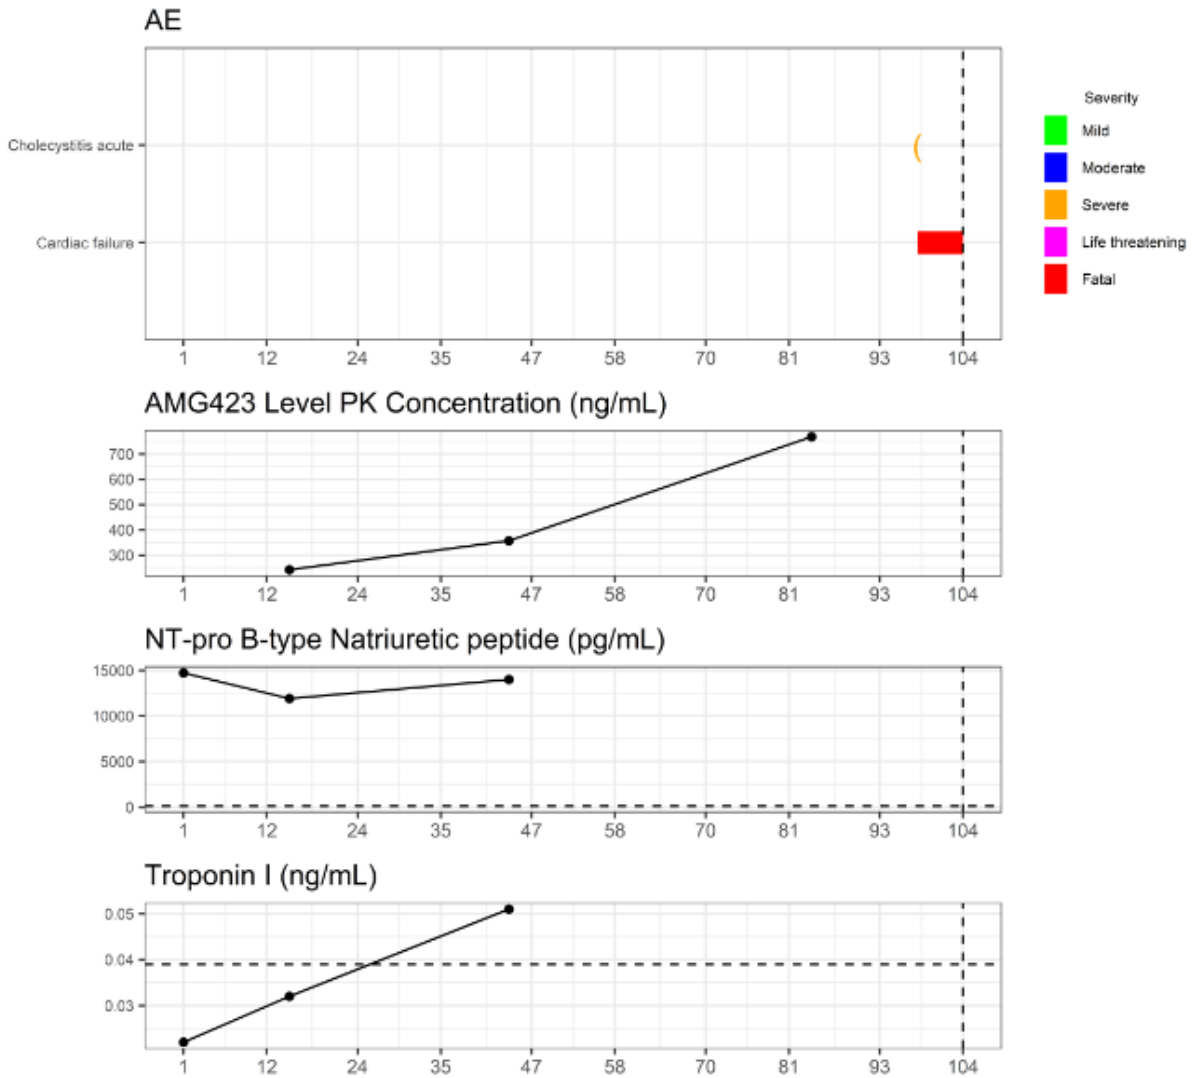 AE
Severity
Mild
Moderate
Severe
Life threatening
Fatal
Cholecystitis acute
(
Cardiac failure
1 12 24 35 47 58 70 81 93 104
AMG423 Level PK Concentration (ng/mL)
700
600
500
400
300
1 12 24 35 47 58 70 81 93 104
NT-pro B-type Natriuretic peptide (pg/mL)
15000
10000
5000
0
1 12 24 35 47 58 70 81 93 104
Troponin I (ng/mL)
0.05
0.04
0.03
1 12 24 35 47 58 70 81 93 104